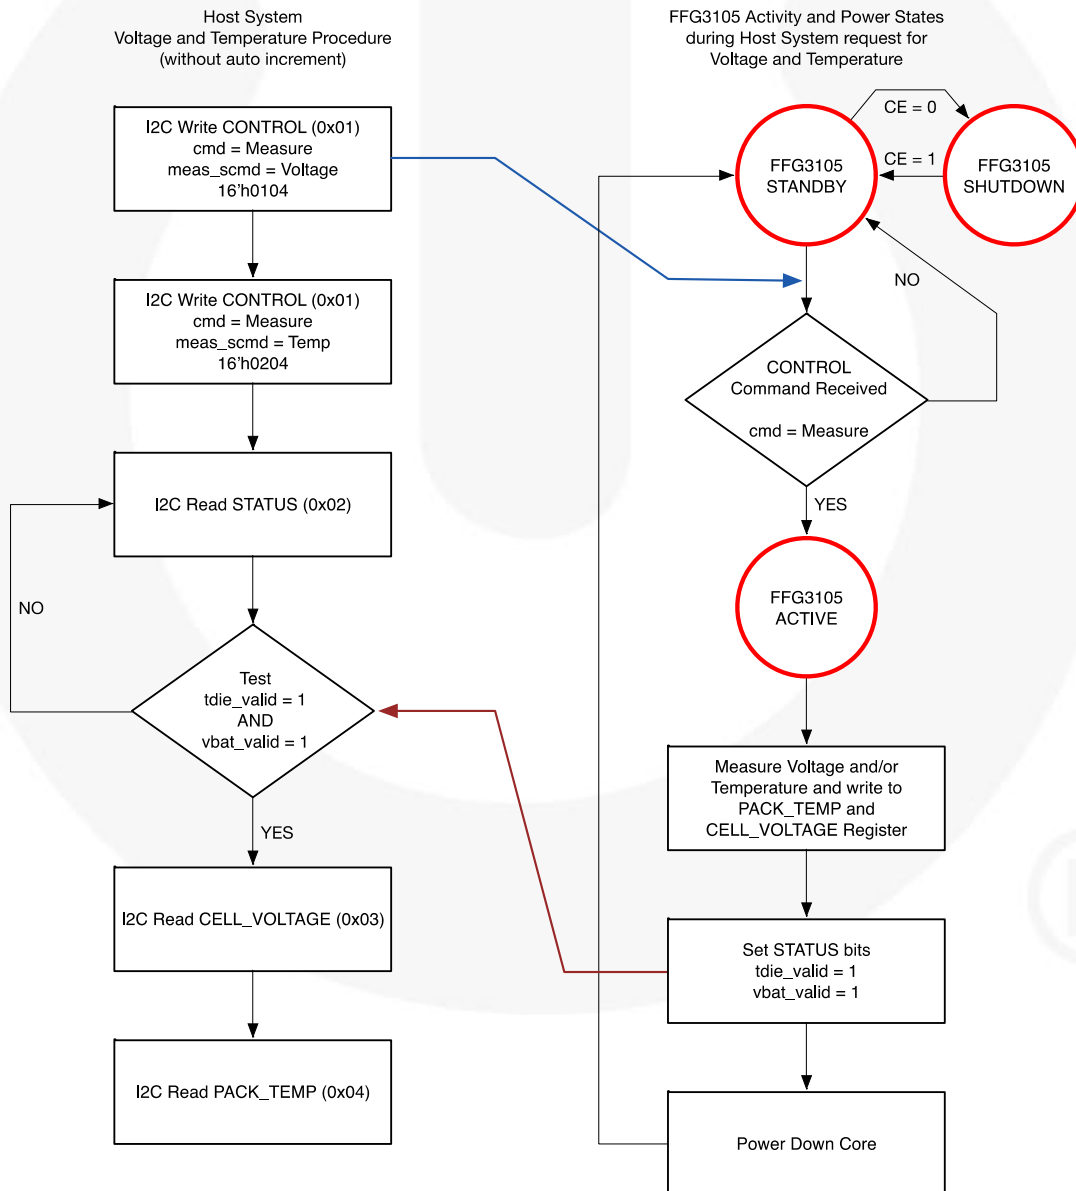 Host System
Voltage and Temperature Procedure
(without auto increment)
I2C Write CONTROL (0x01)
cmd = Measure
meas_scmd = Voltage
16'h0104
I2C Write CONTROL (0x01)
cmd = Measure
meas_scmd = Temp
16'h0204
I2C Read STATUS (0x02)
NO
Test
tdie_valid = 1
AND
vbat_valid = 1
YES
I2C Read CELL_VOLTAGE (0x03)
I2C Read PACK_TEMP (0x04)
FFG3105 Activity and Power States
during Host System request for
Voltage and Temperature
CE = 0
CE = 1
FFG3105
STANDBY
FFG3105
SHUTDOWN
NO
CONTROL
Command Received
cmd = Measure
YES
FFG3105
ACTIVE
Measure Voltage and/or
Temperature and write to
PACK_TEMP and
CELL_VOLTAGE Register
Set STATUS bits
tdie_valid = 1
vbat_valid = 1
Power Down Core